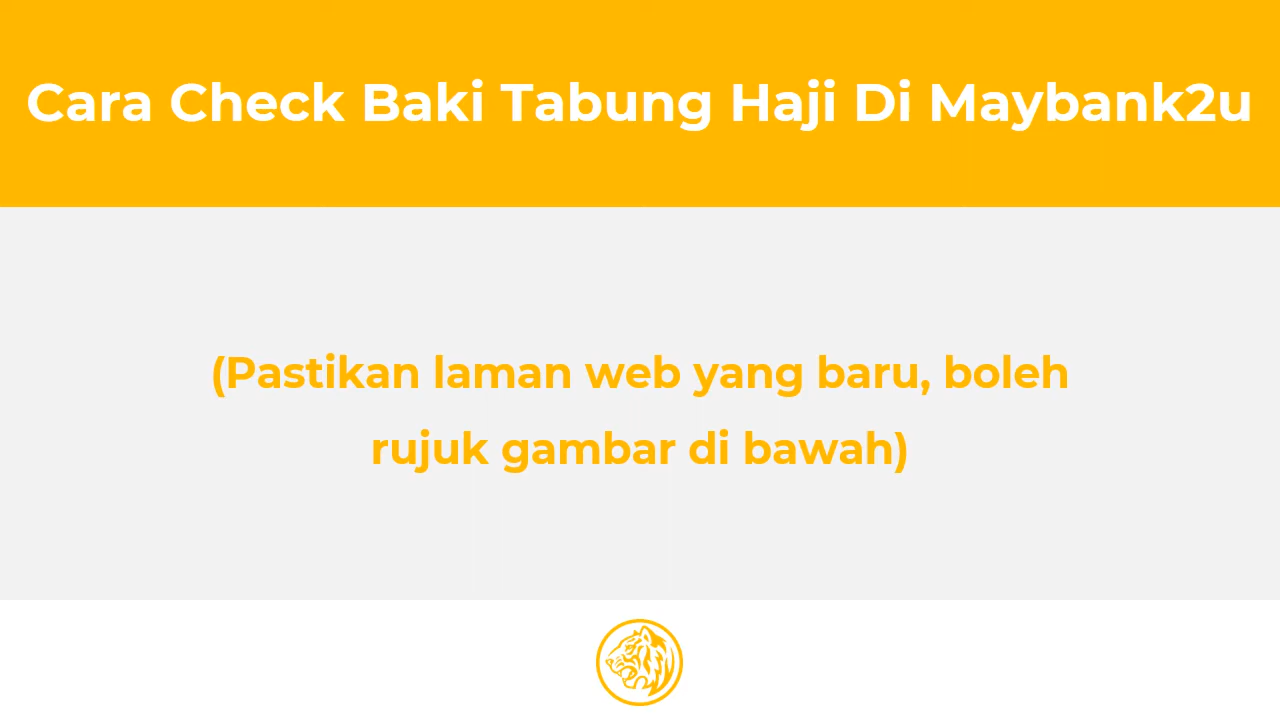 Cara Check Baki Tabung Haji Di Maybank2u
(Pastikan laman web yang baru, boleh
rujuk gambar di bawah)